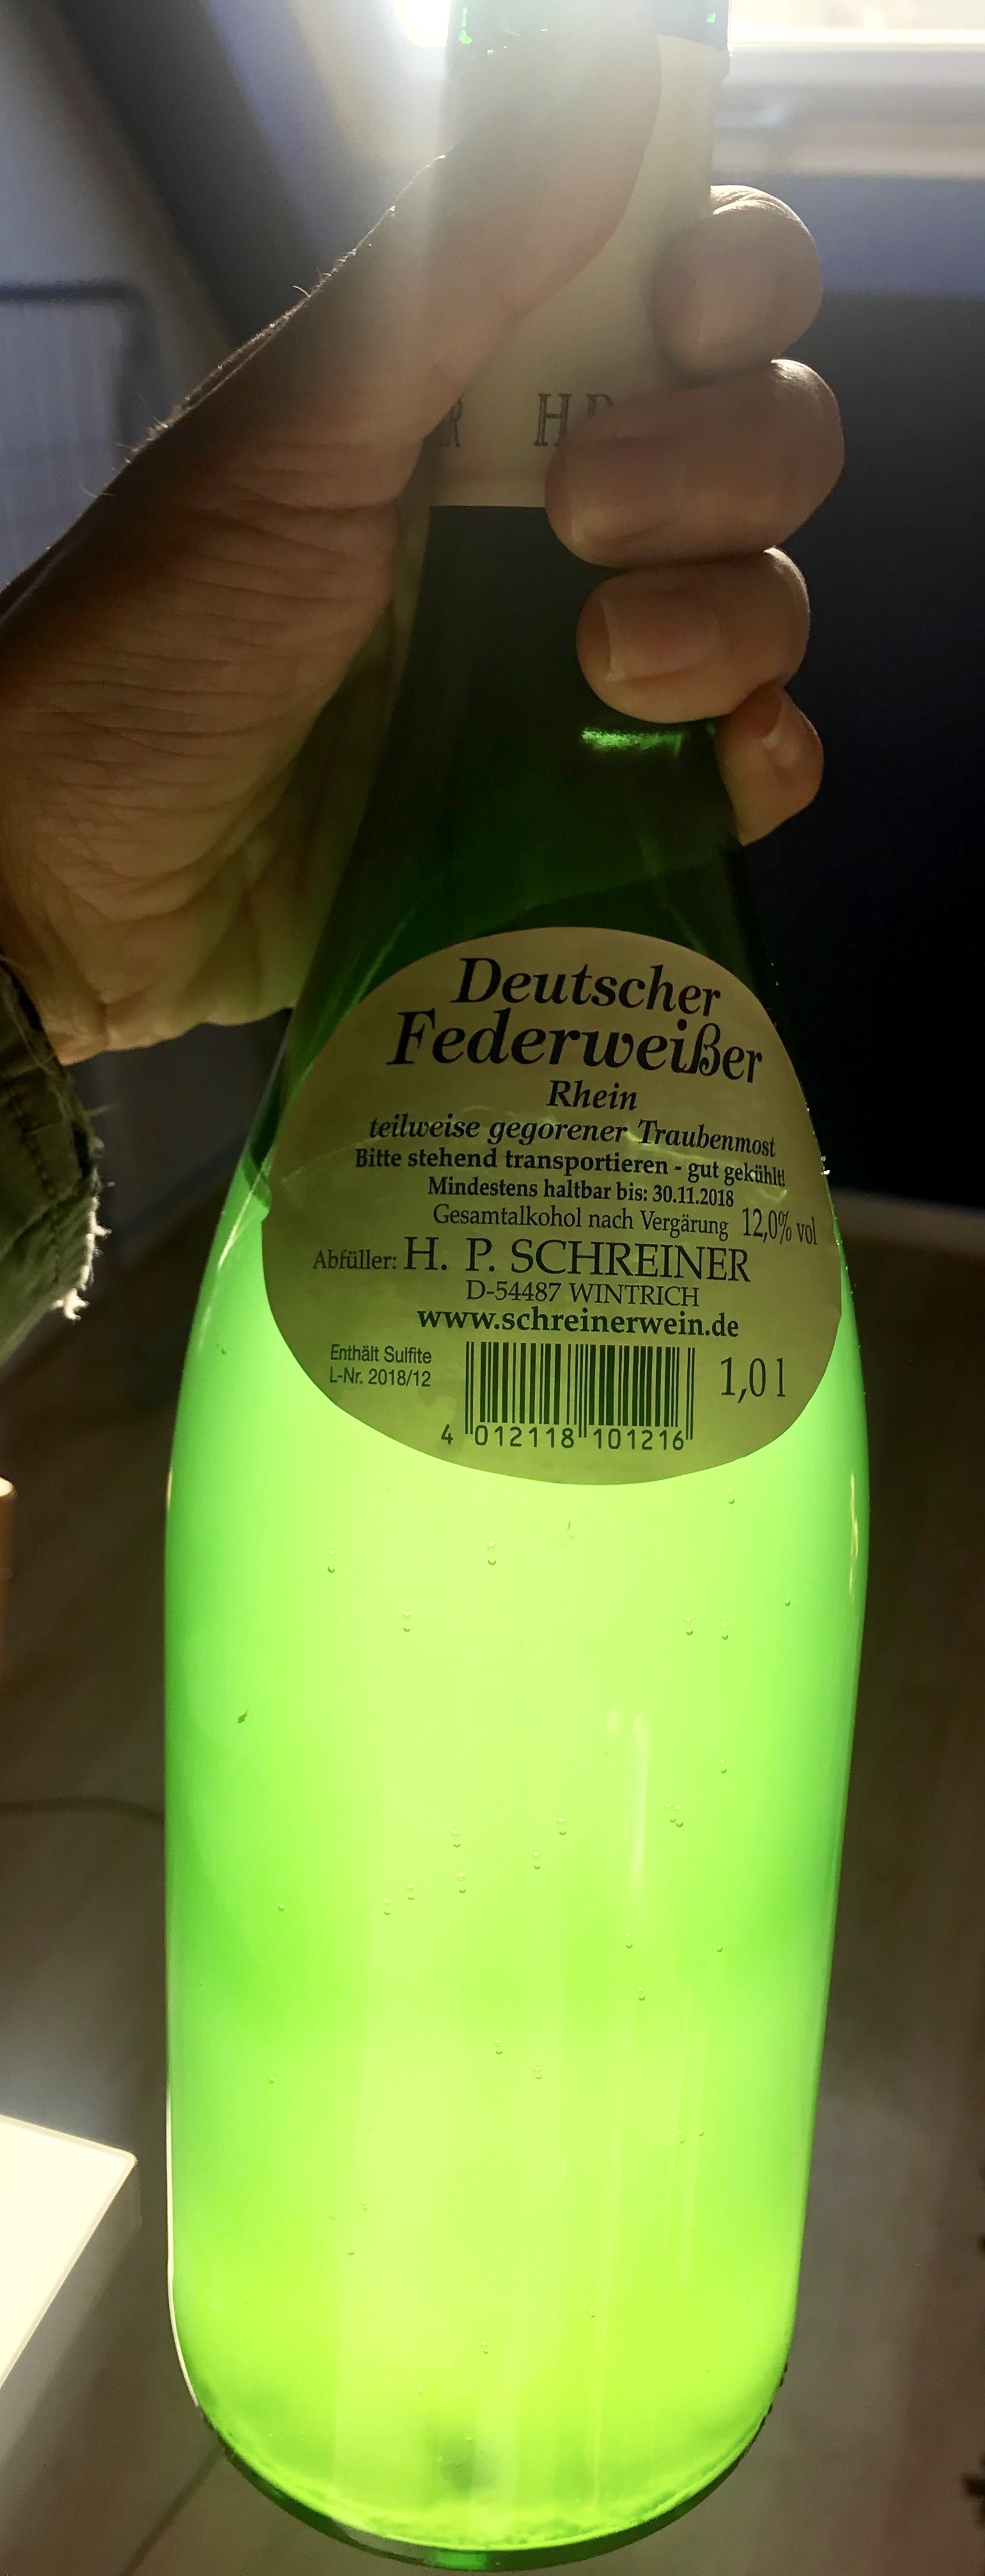 R H P
Deutscher
Federweißer
Rhein
teilweise gegorener Traubenmost
Bitte stehend transportieren - gut gekühlt!
Mindestens haltbar bis: 30.11.2018
Gesamtalkohol nach Vergärung 12,0% vol
Abfüller: H. P. SCHREINER
D-54487 WINTRICH
www.schreinerwein.de
Enthält Sulfite
L-Nr. 2018/12
1,0 l
4 012118 101216